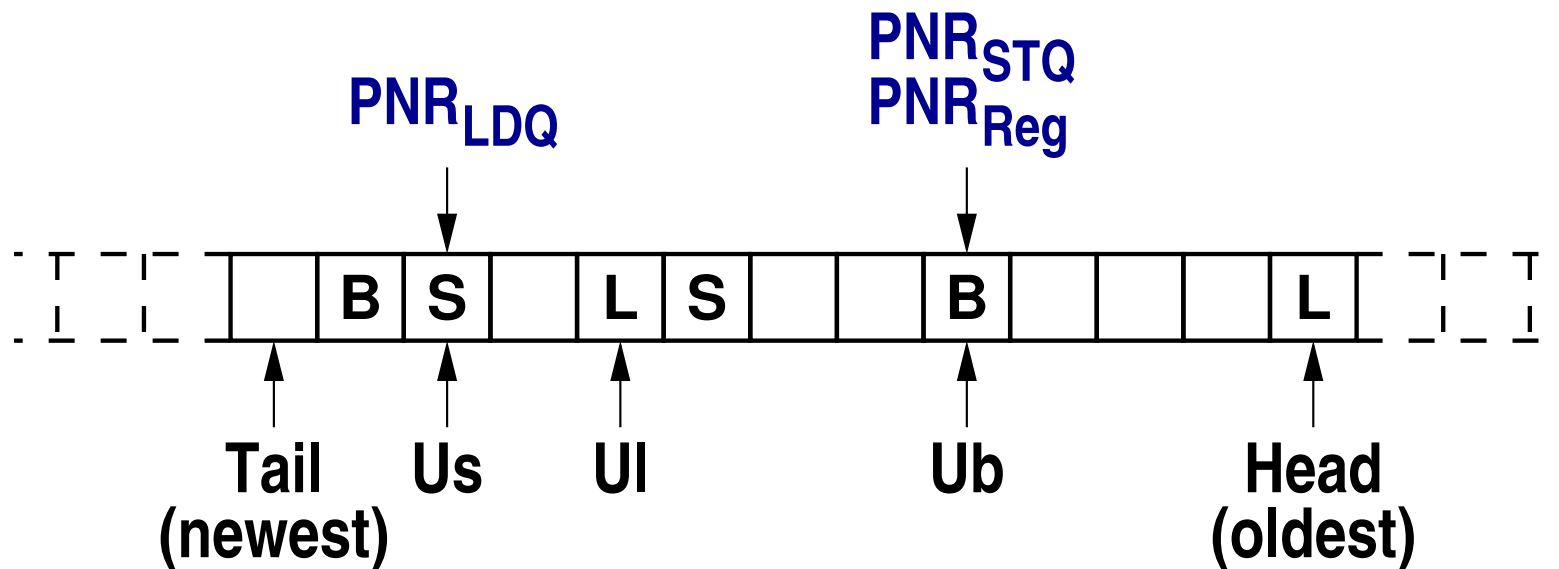 PNR_STQ
PNR_LDQ PNR_Reg
B S L S B L
Tail Us Ul Ub Head
(newest) (oldest)